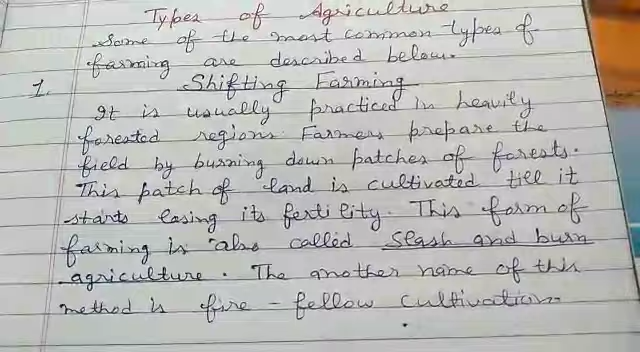 Types of Agriculture
Some of the most common types of
farming are described below.
1. Shifting Farming
It is usually practiced in heavily
forested regions. Farmers prepare the
field by burning down patches of forests.
This patch of land is cultivated till it
starts losing its fertility. This form of
farming is also called slash and burn
agriculture. The another name of this
method is fire - fellow cultivation